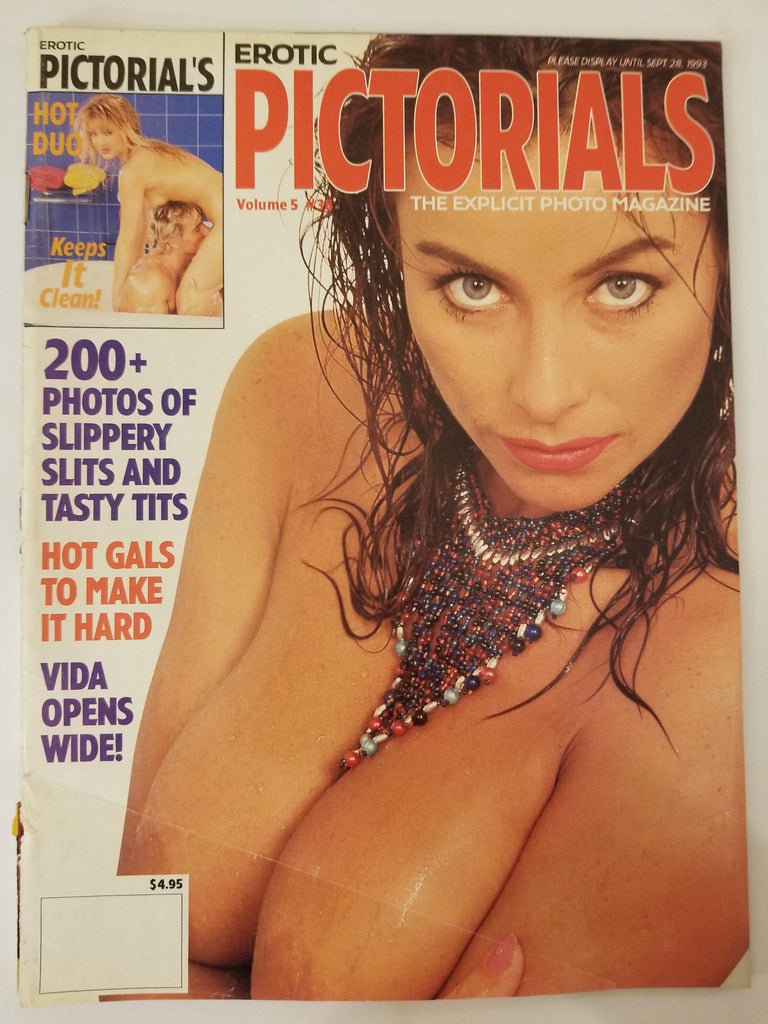 EROTIC
PICTORIAL'S
HOT
DUO
Keeps
It
Clean!
EROTIC
PLEASE DISPLAY UNTIL SEPT. 28, 1993
PICTORIALS
Volume 5
THE EXPLICIT PHOTO MAGAZINE
200+
PHOTOS OF
SLIPPERY
SLITS AND
TASTY TITS
HOT GALS
TO MAKE
IT HARD
VIDA
OPENS
WIDE!
$4.95